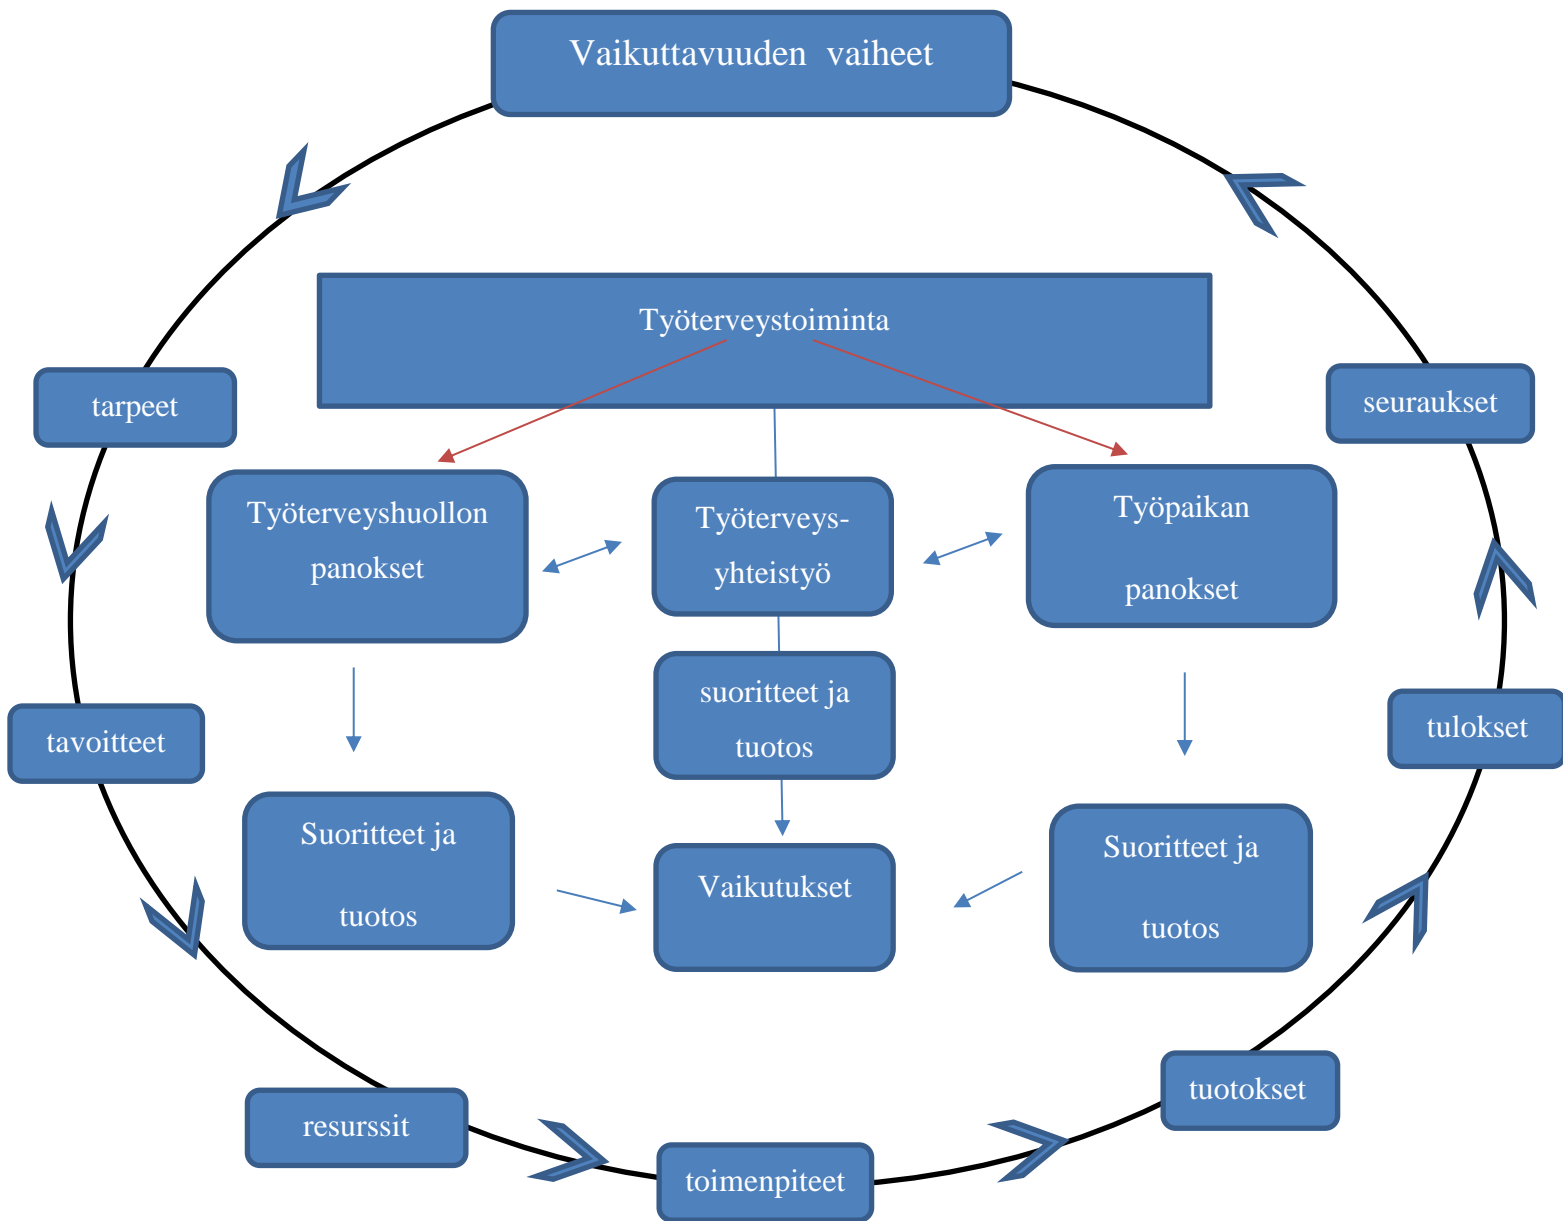 Vaikuttavuuden vaiheet
Työterveystoiminta
tarpeet
seuraukset
Työterveyshuollon
panokset
Työterveys-
yhteistyö
Työpaikan
panokset
suoritteet ja
tuotos
tavoitteet
tulokset
Suoritteet ja
tuotos
Vaikutukset
Suoritteet ja
tuotos
resurssit
toimenpiteet
tuotokset